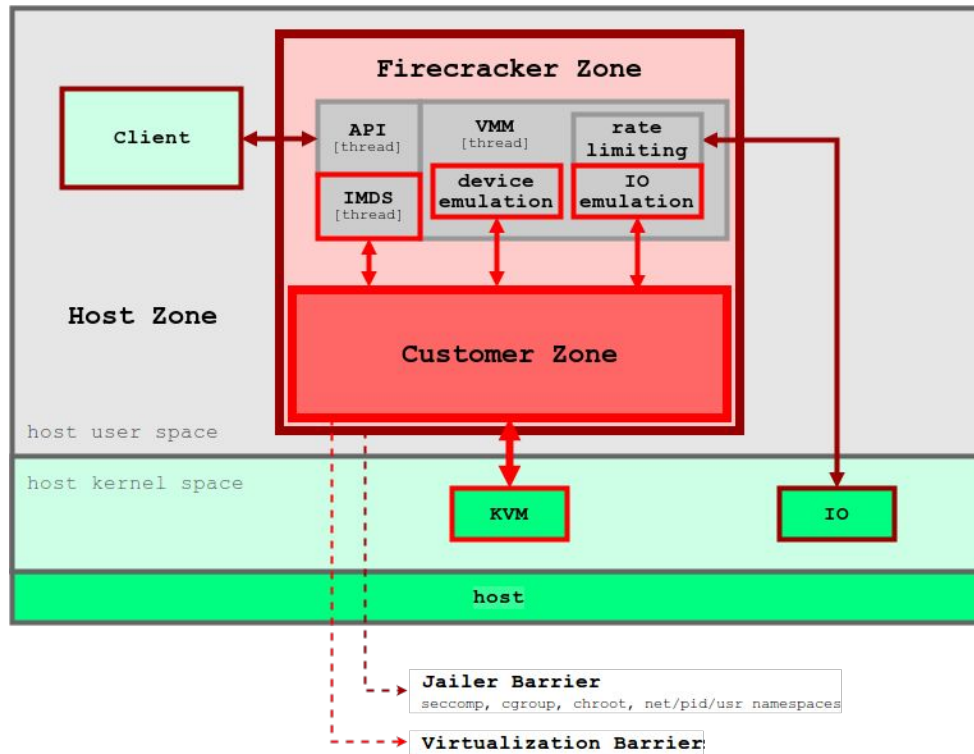 Firecracker Zone
Client
API
[thread]
VMM
[thread]
rate
limiting
IMDS
[thread]
device
emulation
IO
emulation
Host Zone
Customer Zone
host user space
host kernel space
KVM
IO
host
Jailer Barrier
seccomp, cgroup, chroot, net/pid/usr namespaces
Virtualization Barrier